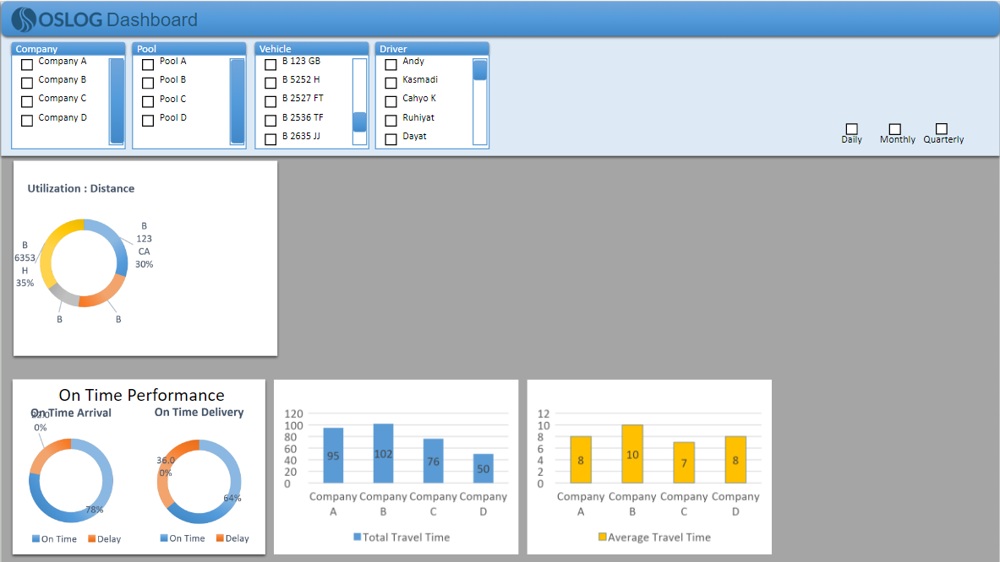 OSLOG Dashboard
Company
Company A
Company B
Company C
Company D
Pool
Pool A
Pool B
Pool C
Pool D
Vehicle
B 123 GB
B 5252 H
B 2527 FT
B 2536 TF
B 2635 JJ
Driver
Andy
Kasmadi
Cahyo K
Ruhiyat
Dayat
Daily
Monthly
Quarterly
Utilization : Distance
B
123
CA
30%
B
6353
H
35%
B
B
On Time Performance
On Time Arrival
0%
78%
On Time
Delay
On Time Delivery
36.0
0%
64%
On Time
Delay
120
100
80
60
40
20
0
95
102
76
50
Company
A
Company
B
Company
C
Company
D
Total Travel Time
12
10
8
6
4
2
0
8
10
7
8
Company
A
Company
B
Company
C
Company
D
Average Travel Time